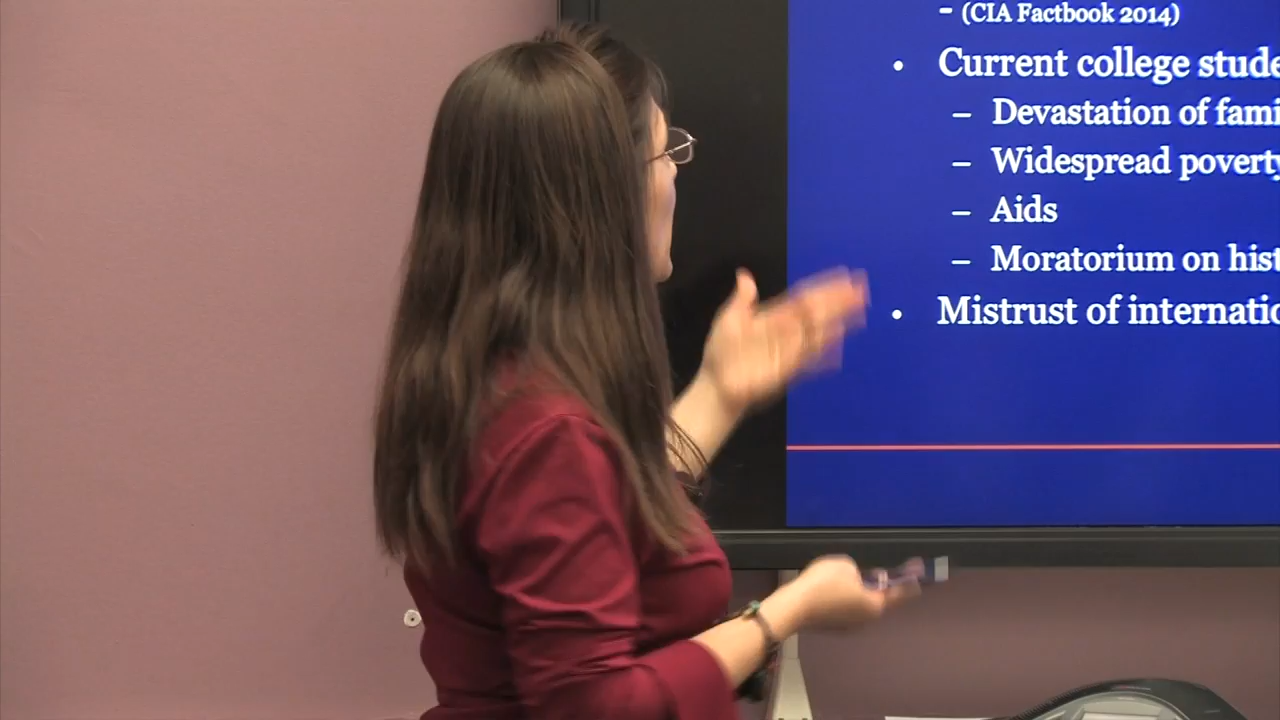 - (CIA Factbook 2014)
• Current college stude
– Devastation of fami
– Widespread poverty
– Aids
– Moratorium on hist
• Mistrust of internatio